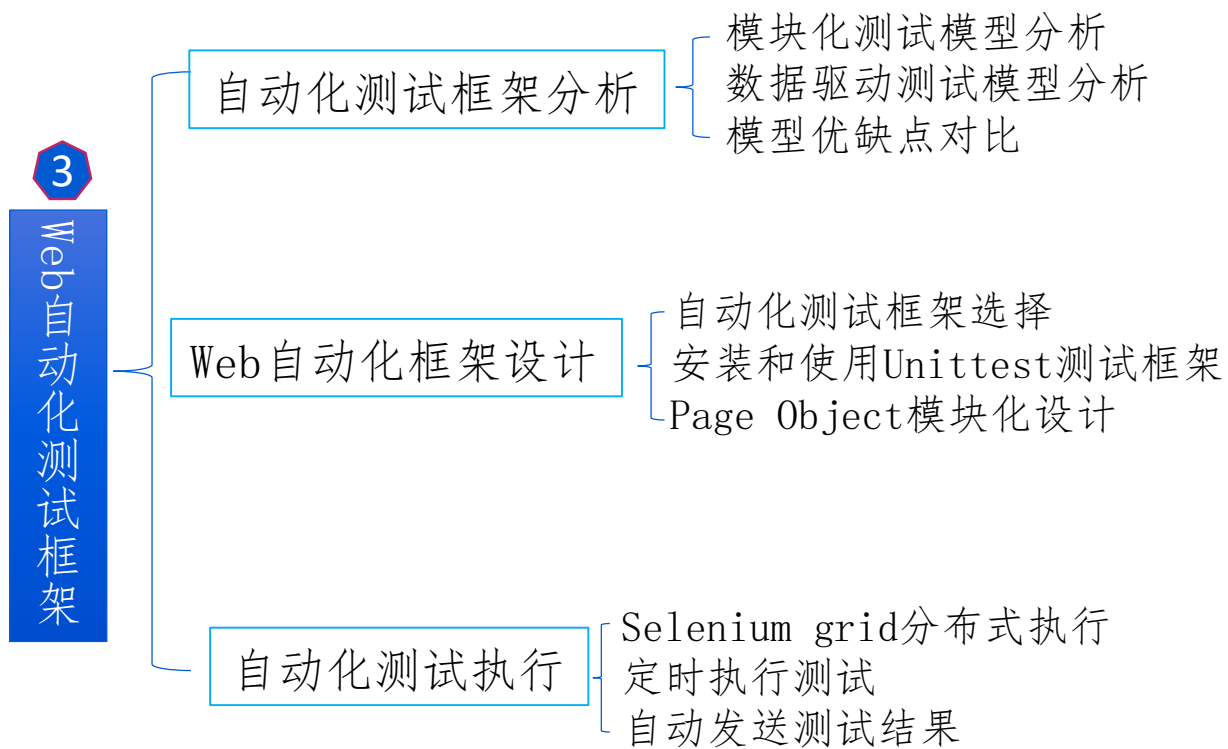 3
Web自动化测试框架
自动化测试框架分析
模块化测试模型分析
数据驱动测试模型分析
模型优缺点对比
Web自动化框架设计
自动化测试框架选择
安装和使用Unittest测试框架
Page Object模块化设计
自动化测试执行
Selenium grid分布式执行
定时执行测试
自动发送测试结果